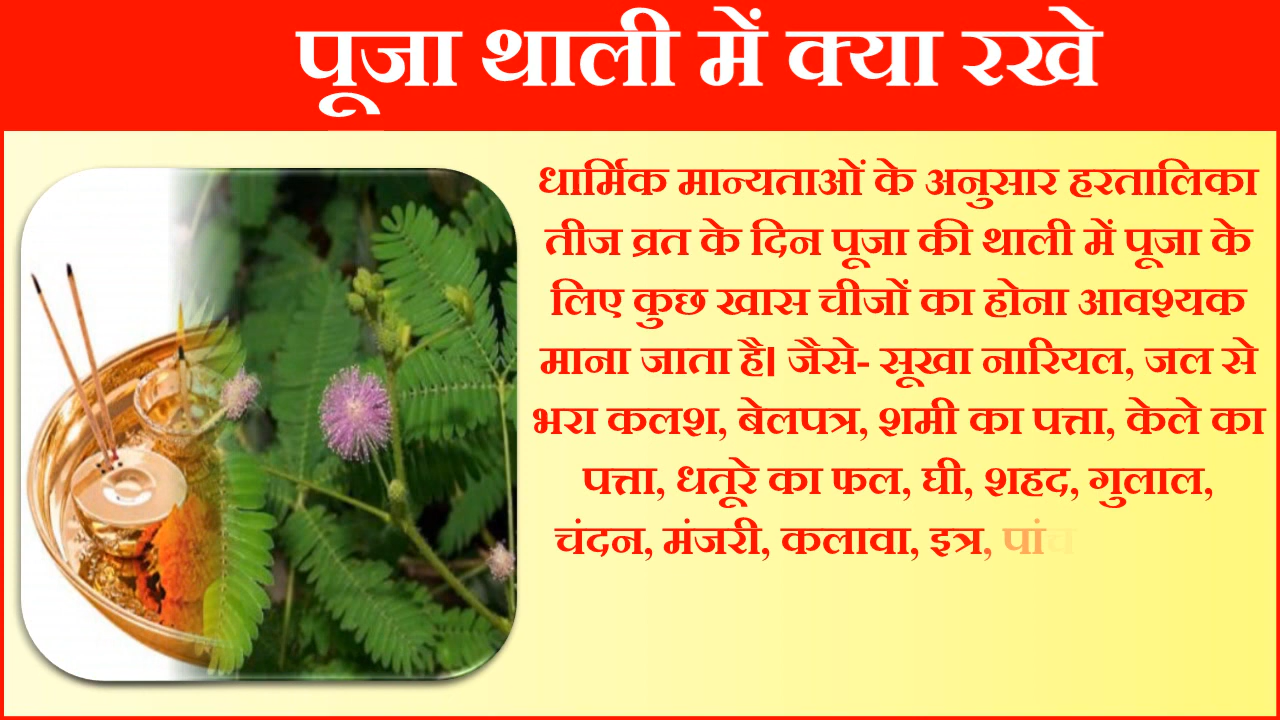 पूजा थाली में क्या रखे
धार्मिक मान्यताओं के अनुसार हरतालिका
तीज व्रत के दिन पूजा की थाली में पूजा के
लिए कुछ खास चीजों का होना आवश्यक
माना जाता है। जैसे- सूखा नारियल, जल से
भरा कलश, बेलपत्र, शमी का पत्ता, केले का
पत्ता, धतूरे का फल, घी, शहद, गुलाल,
चंदन, मंजरी, कलावा, इत्र,